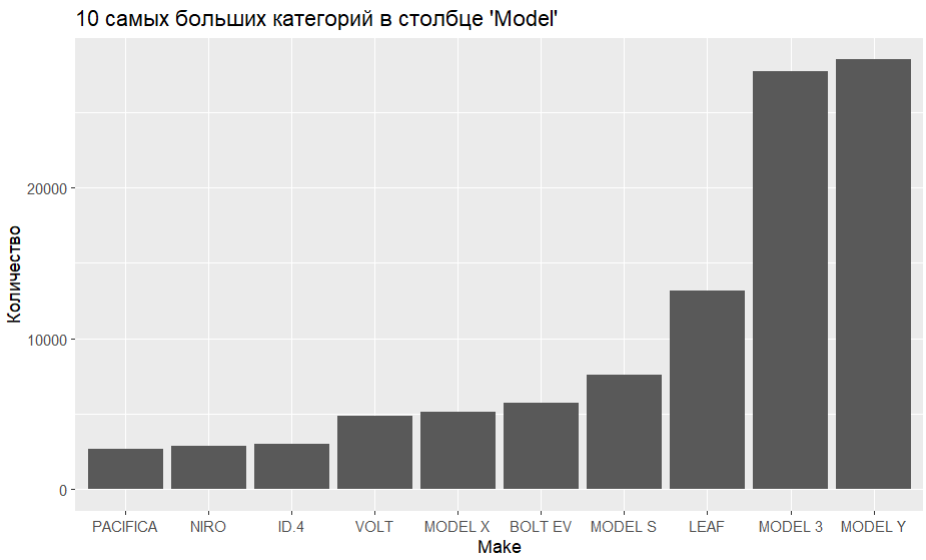 10 самых больших категорий в столбце 'Model'
Количество
20000
10000
0
PACIFICA NIRO ID.4 VOLT MODEL X BOLT EV MODEL S LEAF MODEL 3 MODEL Y
Make